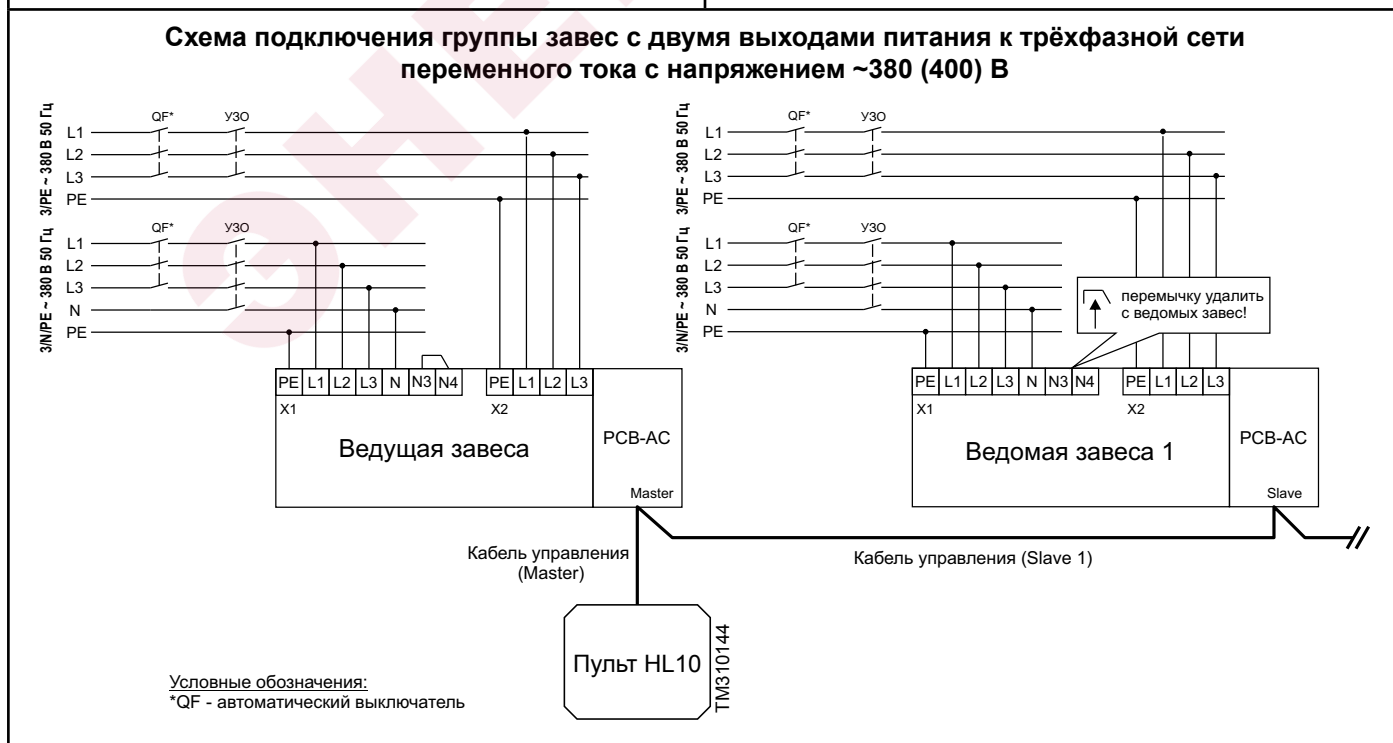 Схема подключения группы завес с двумя выходами питания к трёхфазной сети
переменного тока с напряжением ~380 (400) В
3/PE ~ 380 В 50 Гц
L1
L2
L3
PE
QF*
УЗО
3/N/PE ~ 380 В 50 Гц
L1
L2
L3
N
PE
QF*
УЗО
PE L1 L2 L3 N N3 N4
PE L1 L2 L3
X1
X2
Ведущая завеса
PCB-AC
Master
3/PE ~ 380 В 50 Гц
L1
L2
L3
PE
QF*
УЗО
3/N/PE ~ 380 В 50 Гц
L1
L2
L3
N
PE
QF*
УЗО
перемычку удалить
с ведомых завес!
PE L1 L2 L3 N N3 N4
PE L1 L2 L3
X1
X2
Ведомая завеса 1
PCB-AC
Slave
Кабель управления
(Master)
Кабель управления (Slave 1)
Пульт HL10
TM310144
Условные обозначения:
*QF - автоматический выключатель